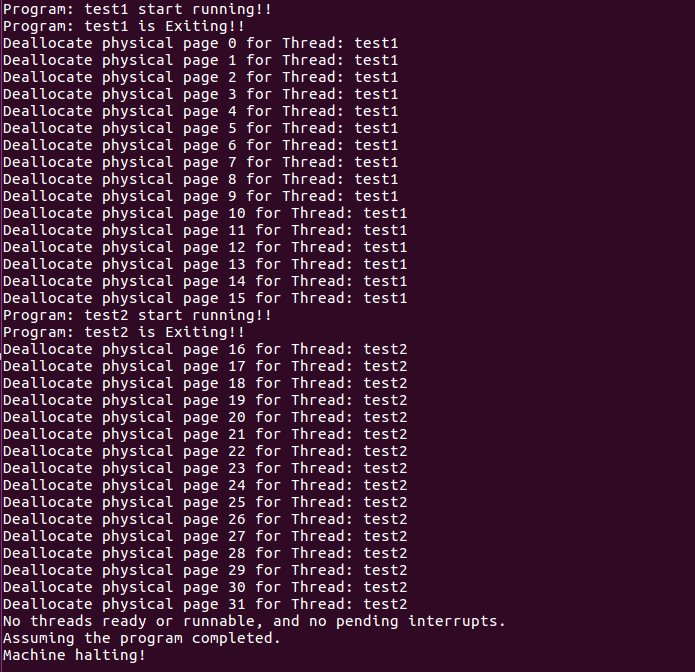 Program: test1 start running!!
Program: test1 is Exiting!!
Deallocate physical page 0 for Thread: test1
Deallocate physical page 1 for Thread: test1
Deallocate physical page 2 for Thread: test1
Deallocate physical page 3 for Thread: test1
Deallocate physical page 4 for Thread: test1
Deallocate physical page 5 for Thread: test1
Deallocate physical page 6 for Thread: test1
Deallocate physical page 7 for Thread: test1
Deallocate physical page 8 for Thread: test1
Deallocate physical page 9 for Thread: test1
Deallocate physical page 10 for Thread: test1
Deallocate physical page 11 for Thread: test1
Deallocate physical page 12 for Thread: test1
Deallocate physical page 13 for Thread: test1
Deallocate physical page 14 for Thread: test1
Deallocate physical page 15 for Thread: test1
Program: test2 start running!!
Program: test2 is Exiting!!
Deallocate physical page 16 for Thread: test2
Deallocate physical page 17 for Thread: test2
Deallocate physical page 18 for Thread: test2
Deallocate physical page 19 for Thread: test2
Deallocate physical page 20 for Thread: test2
Deallocate physical page 21 for Thread: test2
Deallocate physical page 22 for Thread: test2
Deallocate physical page 23 for Thread: test2
Deallocate physical page 24 for Thread: test2
Deallocate physical page 25 for Thread: test2
Deallocate physical page 26 for Thread: test2
Deallocate physical page 27 for Thread: test2
Deallocate physical page 28 for Thread: test2
Deallocate physical page 29 for Thread: test2
Deallocate physical page 30 for Thread: test2
Deallocate physical page 31 for Thread: test2
No threads ready or runnable, and no pending interrupts.
Assuming the program completed.
Machine halting!